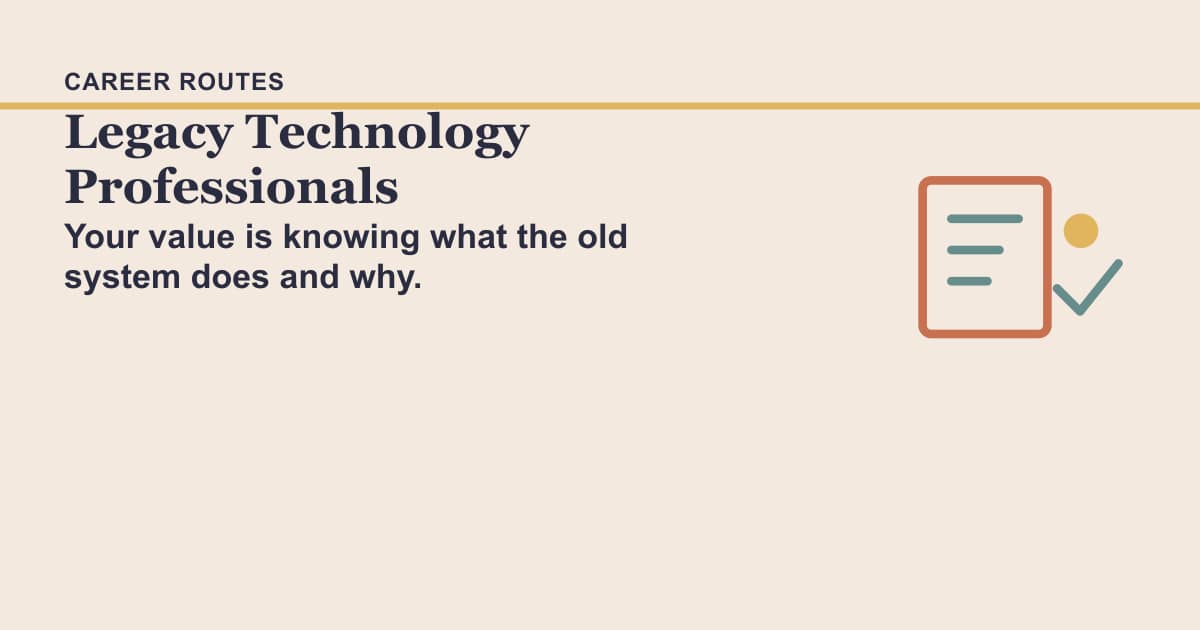 CAREER ROUTES
Legacy Technology
Professionals
Your value is knowing what the old
system does and why.